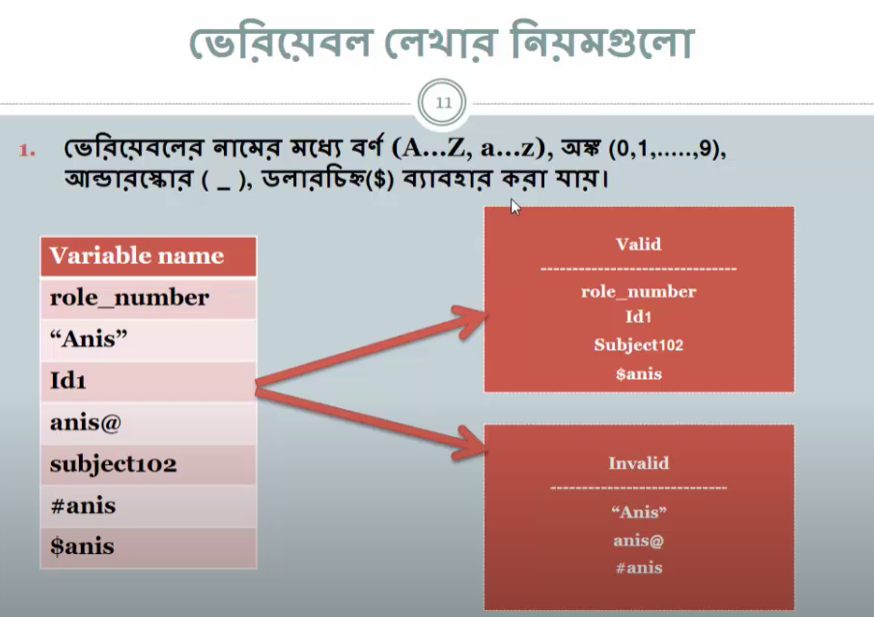 ভেরিয়েবল লেখার নিয়মগুলো
11
1. ভেরিয়েবলের নামের মধ্যে বর্ণ (A...Z, a...z), অঙ্ক (0,1,.....,9),
আন্ডারস্কোর ( _ ), ডলারচিহ্ন($) ব্যাবহার করা যায়।
Variable name
role_number
“Anis”
Id1
anis@
subject102
#anis
$anis
Valid
-------------------------------
role_number
Id1
Subject102
$anis
Invalid
----------------------------
“Anis”
anis@
#anis